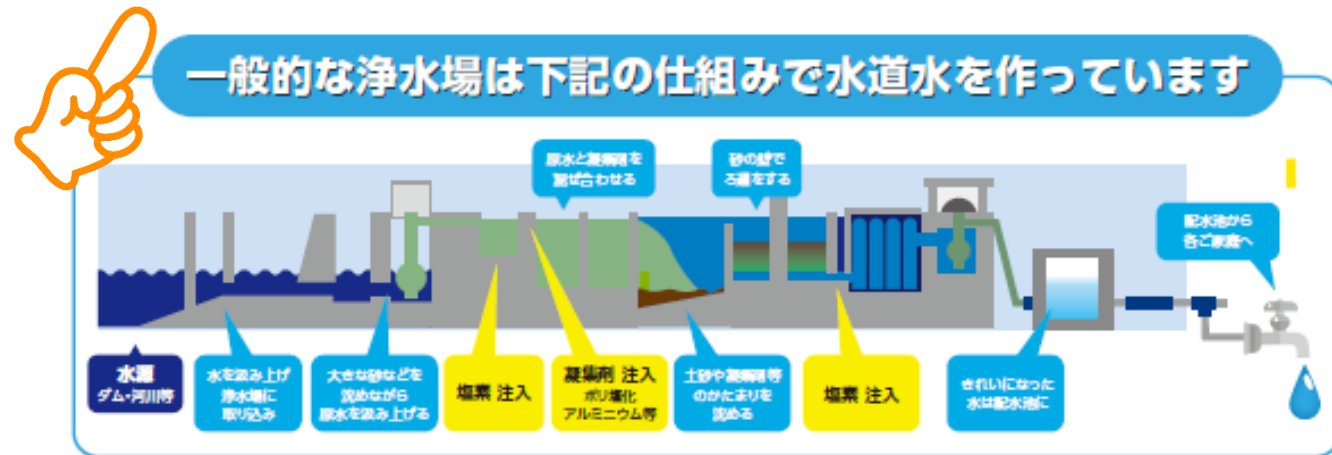 一般的な浄水場は下記の仕組みで水道水を作っています
原水と凝集剤を
混ぜ合わせる
砂の層で
ろ過をする
配水池から
各ご家庭へ
水源
ダム・河川等
水を汲み上げ
浄水場に
取り込み
大きな砂などを
沈めながら
原水を汲み上げる
塩素 注入
凝集剤 注入
ポリ塩化
アルミニウム等
土砂や凝集剤等
のかたまりを
沈める
塩素 注入
きれいになった
水は配水池に